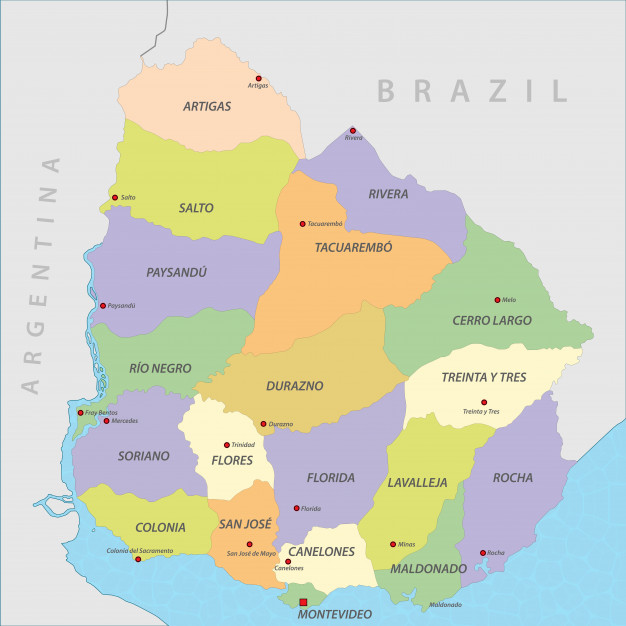 BRAZIL
ARGENTINA
Artigas
ARTIGAS
Rivera
RIVERA
Salto
SALTO
Tacuarembó
TACUAREMBÓ
PAYSANDÚ
Paysandú
Melo
CERRO LARGO
RÍO NEGRO
DURAZNO
TREINTA Y TRES
Treinta y Tres
Fray Bentos
Mercedes
Durazno
SORIANO
Trinidad
FLORES
FLORIDA
LAVALLEJA
ROCHA
Florida
COLONIA
SAN JOSÉ
Colonia del Sacramento
San José de Mayo
CANELONES
Canelones
Minas
Rocha
MALDONADO
Maldonado
MONTEVIDEO